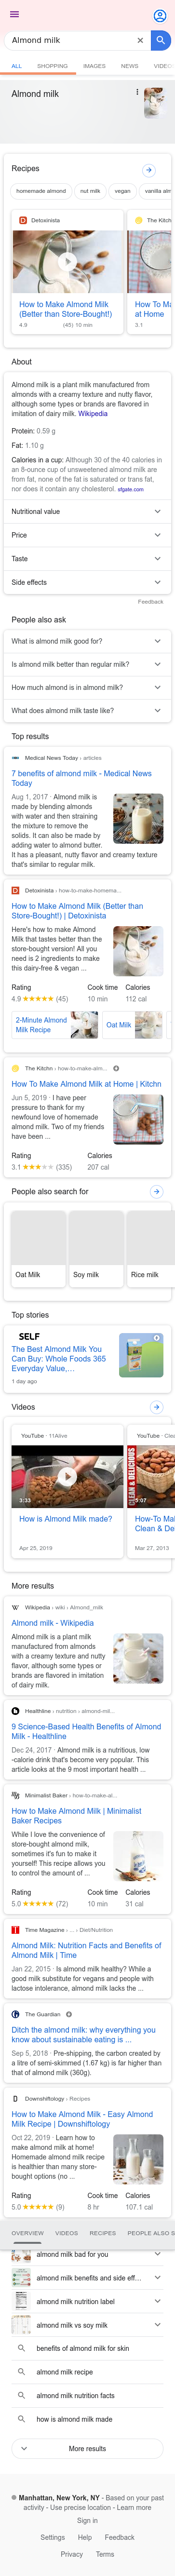 Almond milk
ALL SHOPPING IMAGES NEWS VIDEO
Almond milk
Recipes
homemade almond nut milk vegan vanilla alm
Detoxinista
The Kitch
How to Make Almond Milk
(Better than Store-Bought!)
4.9 (45) 10 min
How To Ma
at Home
3.1
About
Almond milk is a plant milk manufactured from
almonds with a creamy texture and nutty flavor,
although some types or brands are flavored in
imitation of dairy milk. Wikipedia
Protein: 0.59 g
Fat: 1.10 g
Calories in a cup: Although 30 of the 40 calories in
an 8-ounce cup of unsweetened almond milk are
from fat, none of the fat is saturated or trans fat,
nor does it contain any cholesterol. sfgate.com
Nutritional value
Price
Taste
Side effects
Feedback
People also ask
What is almond milk good for?
Is almond milk better than regular milk?
How much almond is in almond milk?
What does almond milk taste like?
Top results
Medical News Today › articles
7 benefits of almond milk - Medical News
Today
Aug 1, 2017 · Almond milk is
made by blending almonds
with water and then straining
the mixture to remove the
solids. It can also be made by
adding water to almond butter.
It has a pleasant, nutty flavor and creamy texture
that's similar to regular milk.
Detoxinista › how-to-make-homema...
How to Make Almond Milk (Better than
Store-Bought!) | Detoxinista
Here's how to make Almond
Milk that tastes better than the
store-bought version! All you
need is 2 ingredients to make
this dairy-free & vegan ...
Rating Cook time Calories
4.9 ★★★★★ (45) 10 min 112 cal
2-Minute Almond
Milk Recipe
Oat Milk
The Kitchn › how-to-make-alm...
How To Make Almond Milk at Home | Kitchn
Jun 5, 2019 · I have peer
pressure to thank for my
newfound love of homemade
almond milk. Two of my friends
have been ...
Rating Calories
3.1 ★★★★★ (335) 207 cal
People also search for
Oat Milk Soy milk Rice milk
Top stories
SELF
The Best Almond Milk You
Can Buy: Whole Foods 365
Everyday Value,...
1 day ago
Videos
YouTube · 11Alive
YouTube · Clea
3:33
CLEAN & DELICIOUS
5:07
How is Almond Milk made?
How-To Mak
Clean & De
Apr 25, 2019
Mar 27, 2013
More results
W Wikipedia › wiki › Almond_milk
Almond milk - Wikipedia
Almond milk is a plant milk
manufactured from almonds
with a creamy texture and nutty
flavor, although some types or
brands are flavored in imitation
of dairy milk.
Healthline › nutrition › almond-mil...
9 Science-Based Health Benefits of Almond
Milk - Healthline
Dec 24, 2017 · Almond milk is a nutritious, low
-calorie drink that's become very popular. This
article looks at the 9 most important health ...
Minimalist Baker › how-to-make-al...
How to Make Almond Milk | Minimalist
Baker Recipes
While I love the convenience of
store-bought almond milk,
sometimes it's fun to make it
yourself! This recipe allows you
to control the amount of ...
Rating Cook time Calories
5.0 ★★★★★ (72) 10 min 31 cal
Time Magazine › ... › Diet/Nutrition
Almond Milk: Nutrition Facts and Benefits of
Almond Milk | Time
Jan 22, 2015 · Is almond milk healthy? While a
good milk substitute for vegans and people with
lactose intolerance, almond milk lacks the ...
The Guardian
Ditch the almond milk: why everything you
know about sustainable eating is ...
Sep 5, 2018 · Pre-shipping, the carbon created by
a litre of semi-skimmed (1.67 kg) is far higher than
that of almond milk (360g).
D Downshiftology › Recipes
How to Make Almond Milk - Easy Almond
Milk Recipe | Downshiftology
Oct 22, 2019 · Learn how to
make almond milk at home!
Homemade almond milk recipe
is healthier than many store-
bought options (no ...
Rating Cook time Calories
5.0 ★★★★★ (9) 8 hr 107.1 cal
OVERVIEW VIDEOS RECIPES PEOPLE ALSO S
almond milk bad for you
almond milk benefits and side eff...
almond milk nutrition label
almond milk vs soy milk
benefits of almond milk for skin
almond milk recipe
almond milk nutrition facts
how is almond milk made
More results
Manhattan, New York, NY - Based on your past
activity - Use precise location - Learn more
Sign in
Settings Help Feedback
Privacy Terms